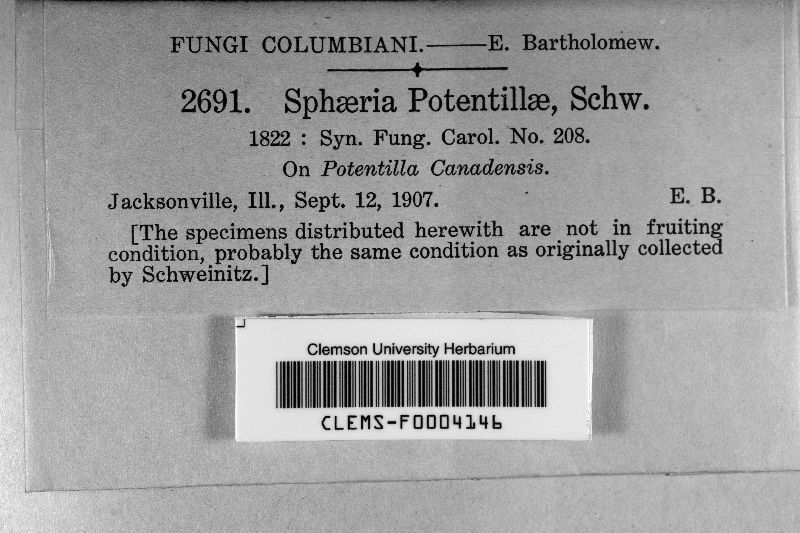 FUNGI COLUMBIANI.——E. Bartholomew.
2691. Sphæria Potentillæ, Schw.
1822 : Syn. Fung. Carol. No. 208.
On Potentilla Canadensis.
Jacksonville, Ill., Sept. 12, 1907. E. B.
[The specimens distributed herewith are not in fruiting
condition, probably the same condition as originally collected
by Schweinitz.]
Clemson University Herbarium
CLEMS-F0004146